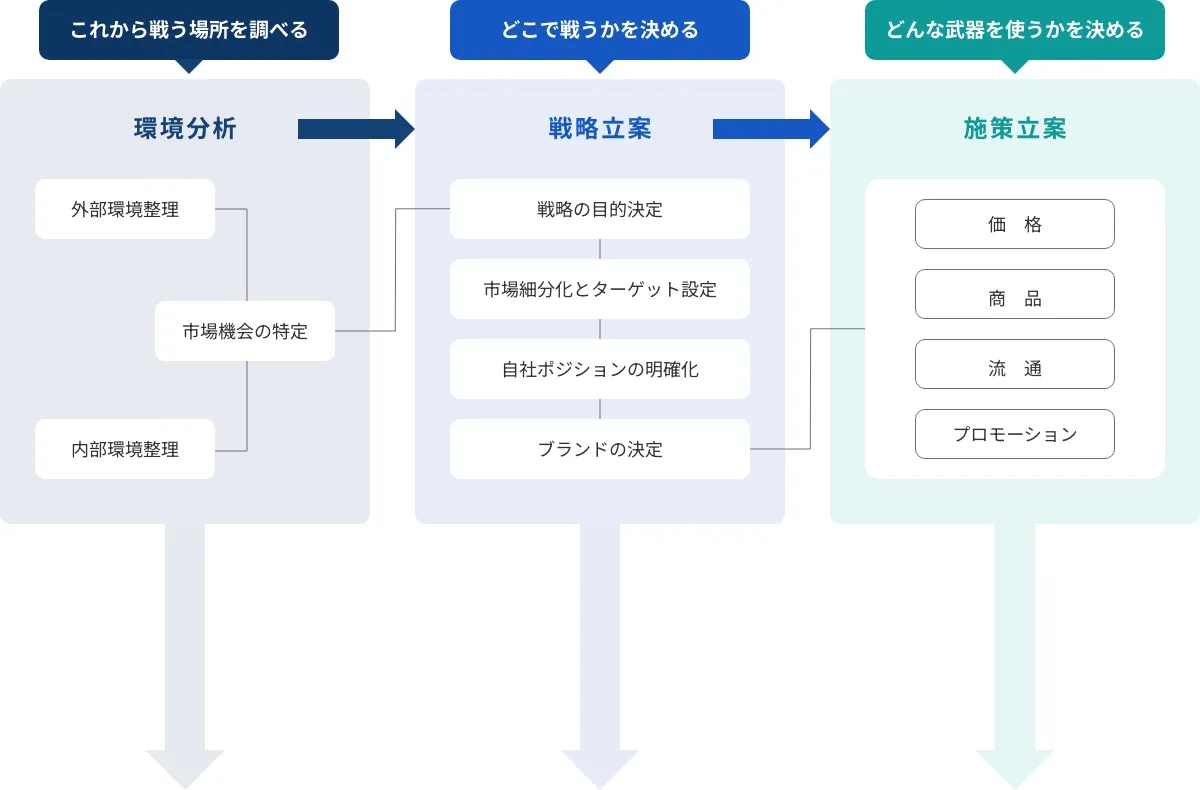 これから戦う場所を調べる
どこで戦うかを決める
どんな武器を使うかを決める
環境分析
戦略立案
施策立案
外部環境整理
市場機会の特定
内部環境整理
戦略の目的決定
市場細分化とターゲット設定
自社ポジションの明確化
ブランドの決定
価　格
商　品
流　通
プロモーション